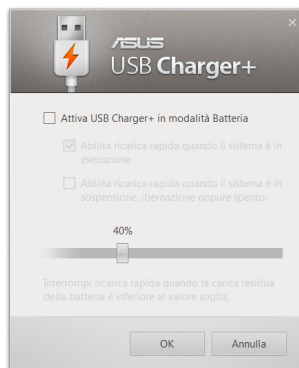 ASUS
USB Charger+
Attiva USB Charger+ in modalità Batteria
Abilita ricarica rapida quando il sistema è in
esecuzione
Abilita ricarica rapida quando il sistema è in
sospensione, ibernazione oppure spento.
40%
Interrompi ricarica rapida quando la carica residua
della batteria è inferiore al valore soglia.
OK
Annulla